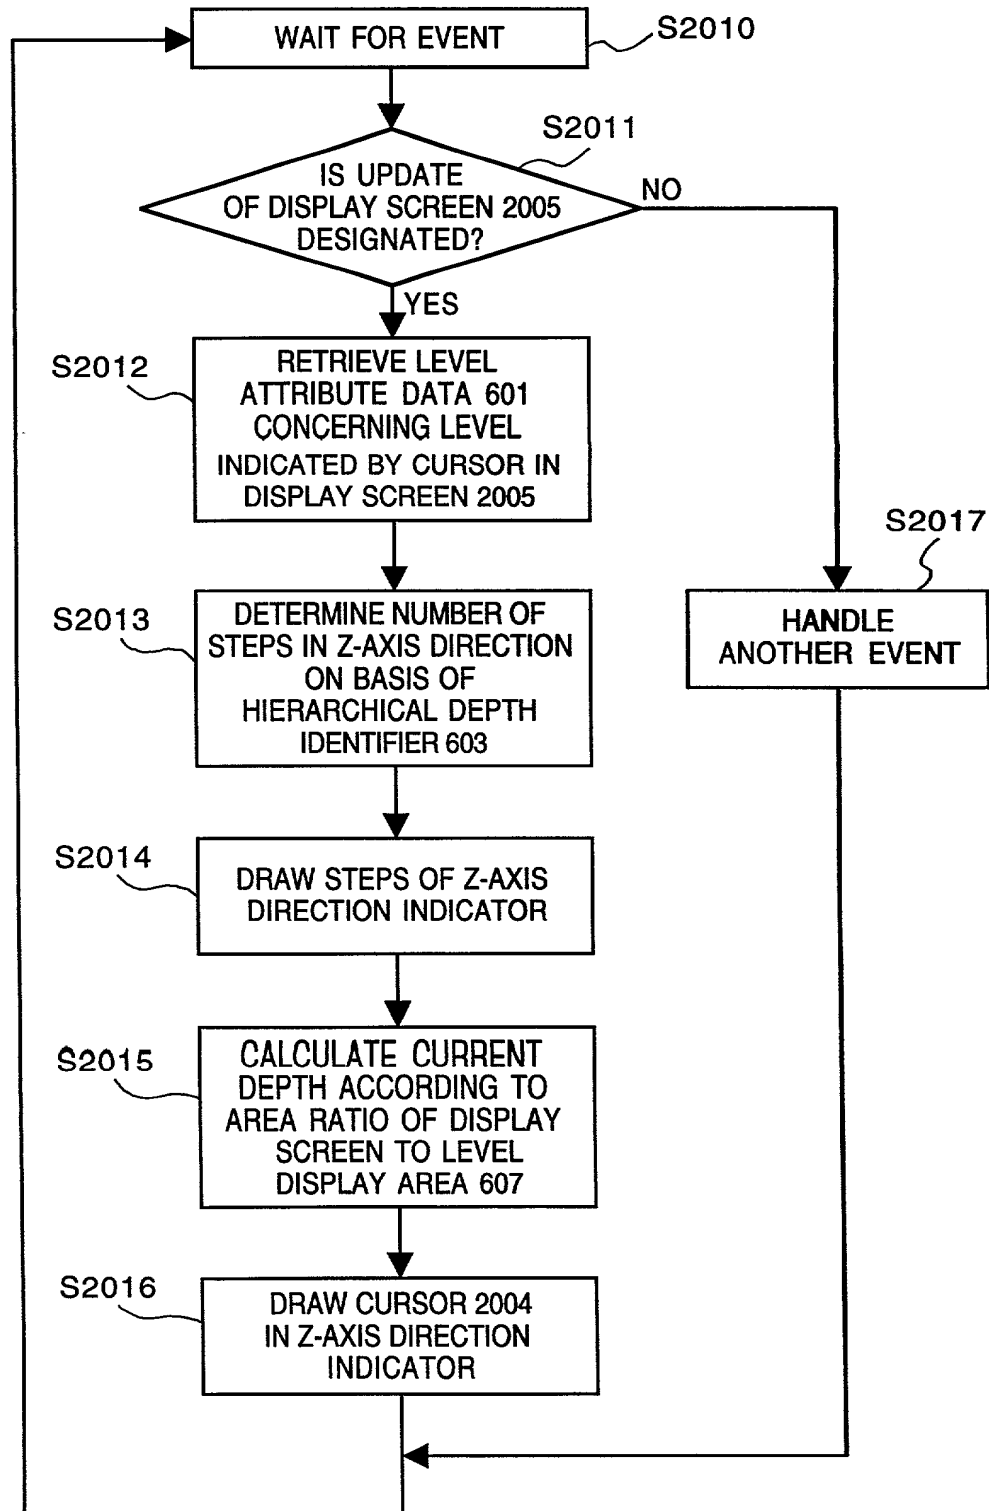 WAIT FOR EVENT
S2010
S2011
IS UPDATE
OF DISPLAY SCREEN 2005
DESIGNATED?
NO
YES
S2012
RETRIEVE LEVEL
ATTRIBUTE DATA 601
CONCERNING LEVEL
INDICATED BY CURSOR IN
DISPLAY SCREEN 2005
S2017
HANDLE
ANOTHER EVENT
S2013
DETERMINE NUMBER OF
STEPS IN Z-AXIS DIRECTION
ON BASIS OF
HIERARCHICAL DEPTH
IDENTIFIER 603
S2014
DRAW STEPS OF Z-AXIS
DIRECTION INDICATOR
S2015
CALCULATE CURRENT
DEPTH ACCORDING TO
AREA RATIO OF DISPLAY
SCREEN TO LEVEL
DISPLAY AREA 607
S2016
DRAW CURSOR 2004
IN Z-AXIS DIRECTION
INDICATOR